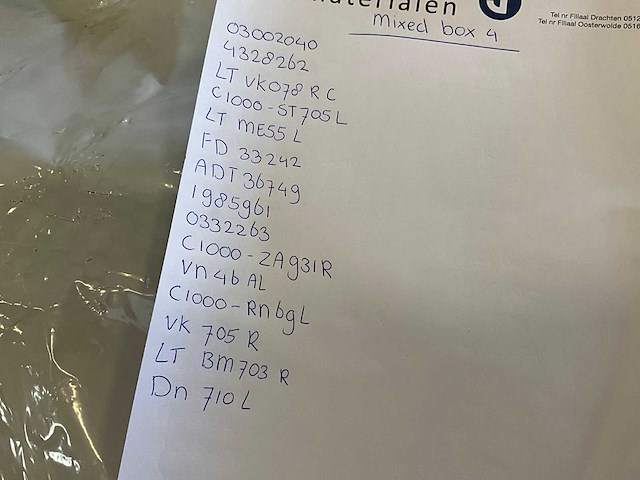 materialen
Tel nr Filiaal Drachten 0512
Tel nr Filiaal Oosterwolde 0516
Mixed box 4
03002040
4328262
LT VK078 R C
C1000-ST705 L
LT ME55 L
FD 33242
ADT 36749
1985961
0332263
C1000-ZA931R
Vn 46 AL
C1000-Rn69L
VK 705 R
LT Bm703 R
Dn 710 L